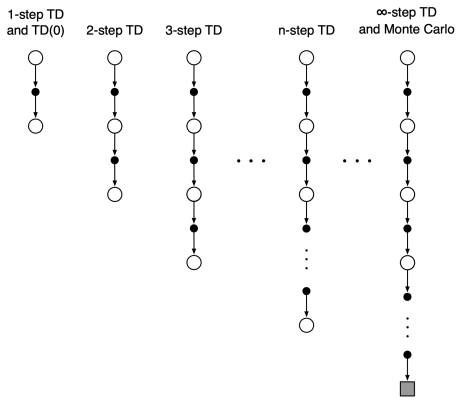 1-step TD
and TD(0)
2-step TD
3-step TD
n-step TD
∞-step TD
and Monte Carlo